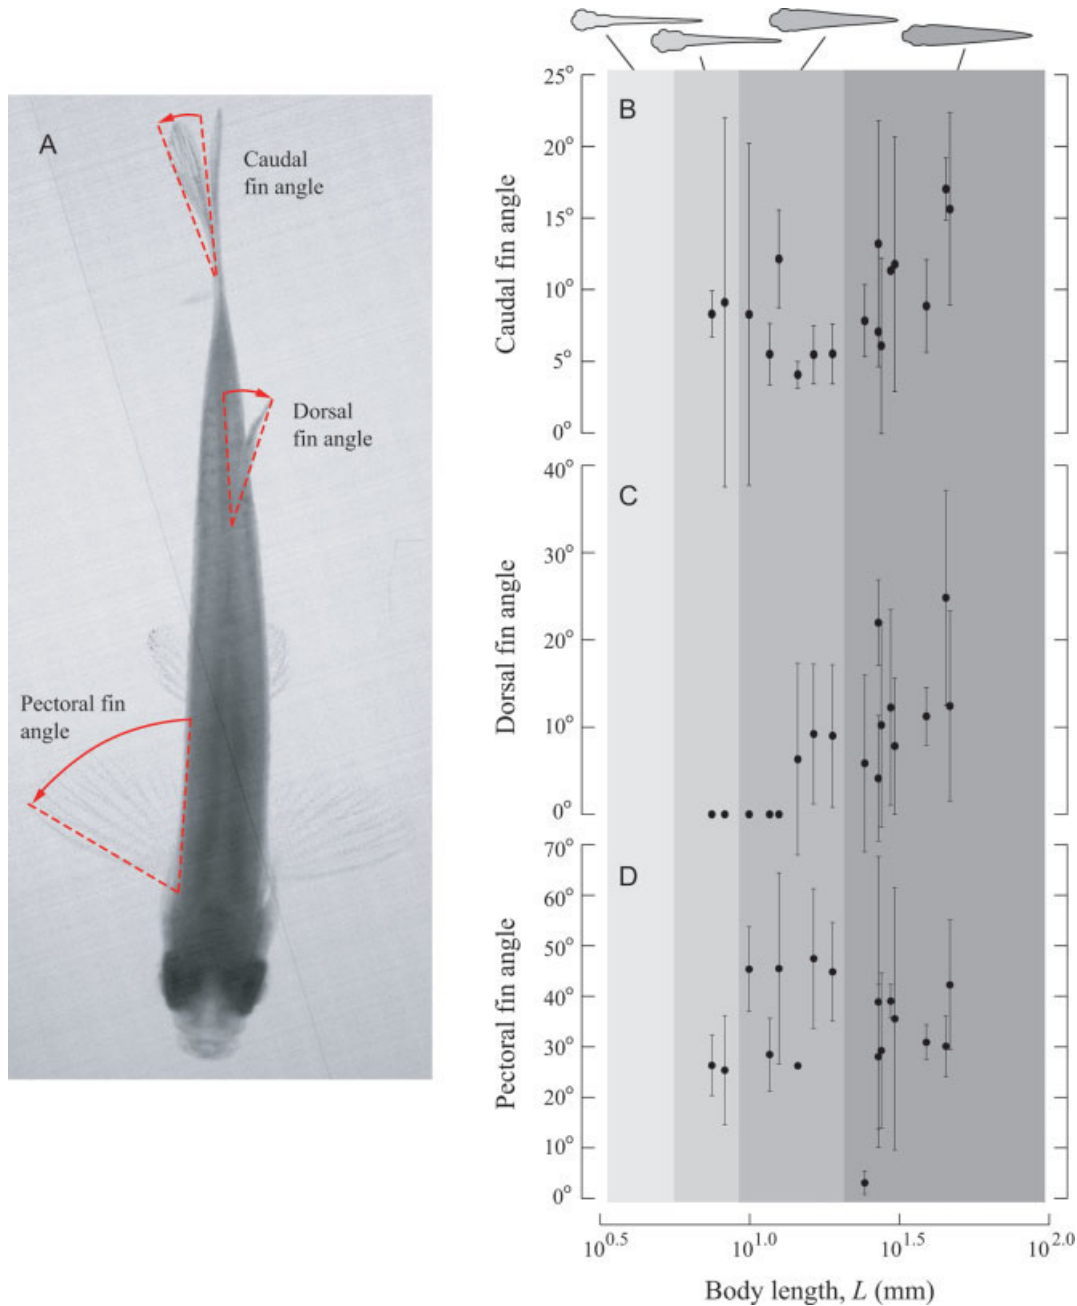 A
Caudal
fin angle
Dorsal
fin angle
Pectoral fin
angle
B
Caudal fin angle
25°
20°
15°
10°
5°
0°
C
Dorsal fin angle
40°
30°
20°
10°
0°
D
Pectoral fin angle
70°
60°
50°
40°
30°
20°
10°
0°
10^0.5 10^1.0 10^1.5 10^2.0
Body length, L (mm)